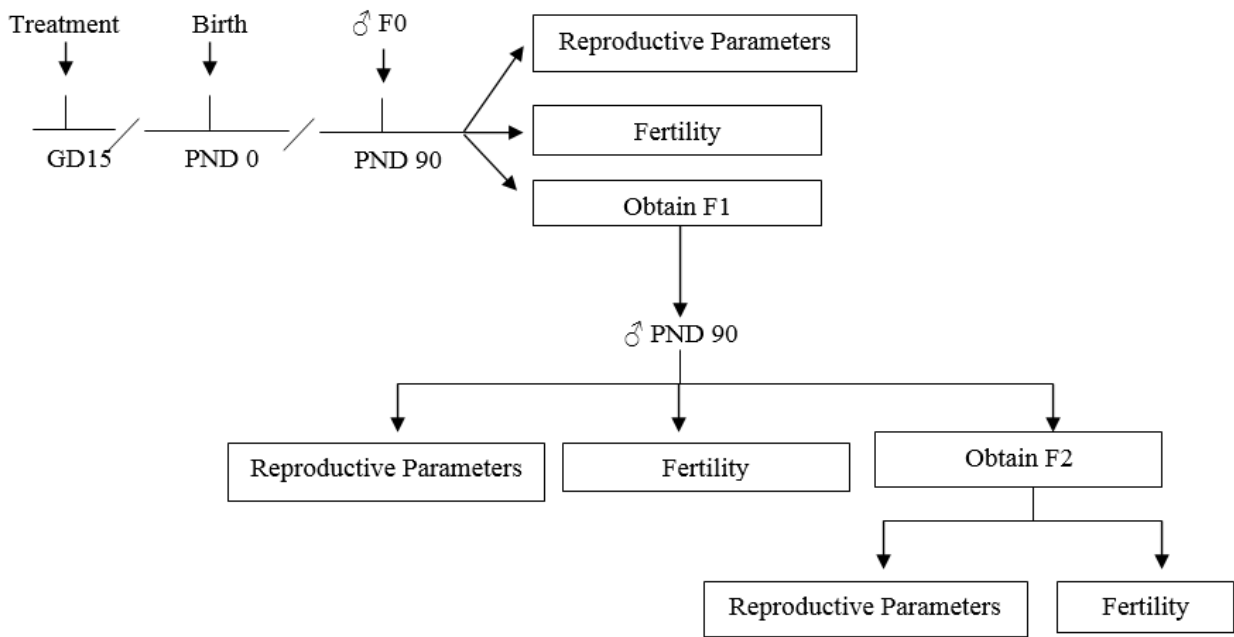 Treatment
Birth
♂ F0
GD15
PND 0
PND 90
Reproductive Parameters
Fertility
Obtain F1
♂ PND 90
Reproductive Parameters
Fertility
Obtain F2
Reproductive Parameters
Fertility